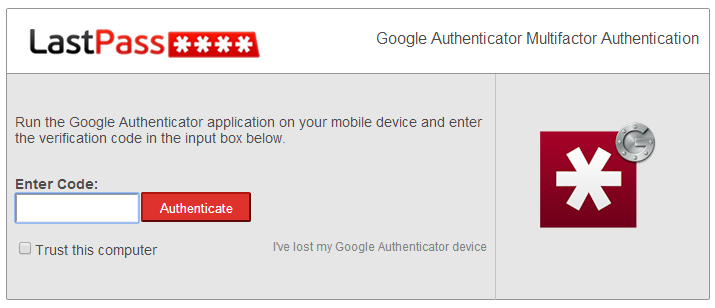 LastPass ****
Google Authenticator Multifactor Authentication
Run the Google Authenticator application on your mobile device and enter
the verification code in the input box below.
Enter Code:
Authenticate
Trust this computer
I've lost my Google Authenticator device